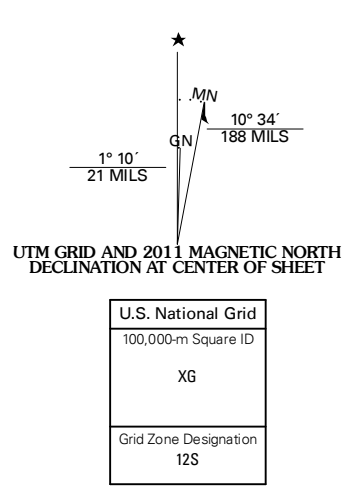 ★
MN
10° 34´
188 MILS
GN
1° 10´
21 MILS
UTM GRID AND 2011 MAGNETIC NORTH
DECLINATION AT CENTER OF SHEET
U.S. National Grid
100,000-m Square ID
XG
Grid Zone Designation
12S